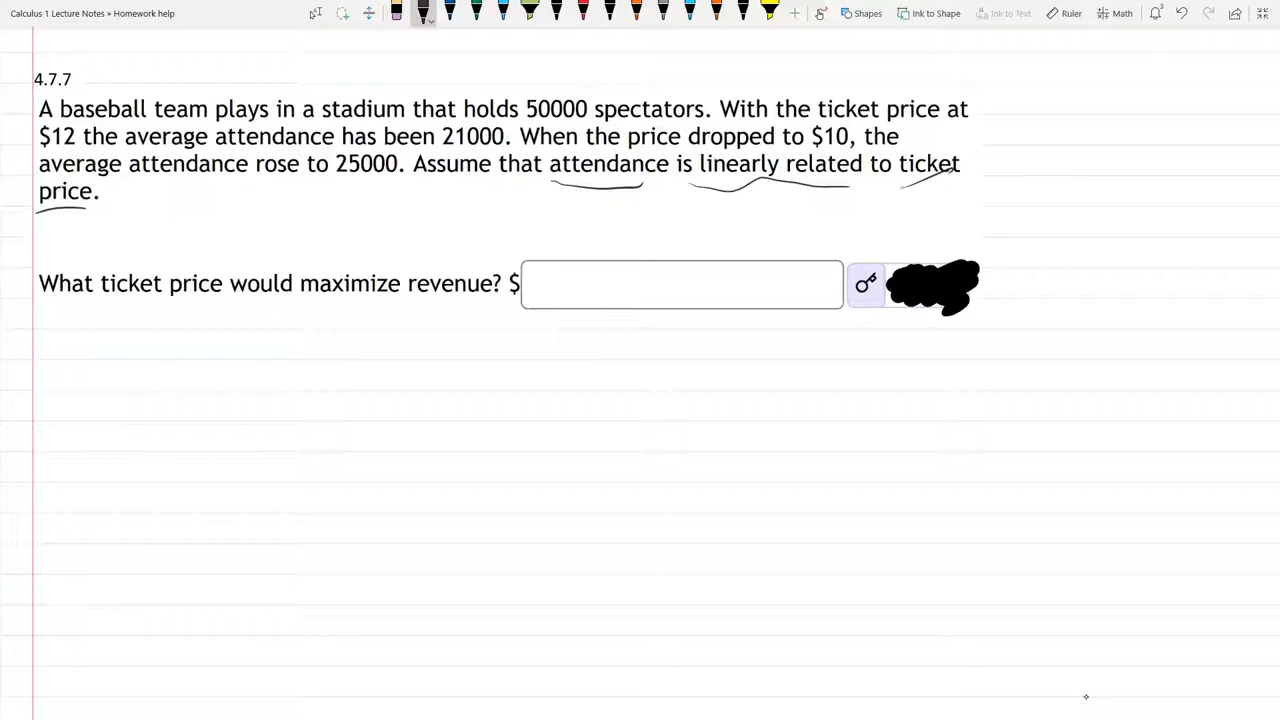 Calculus 1 Lecture Notes » Homework help
Shapes
Ink to Shape
Ink to Text
Ruler
Math
4.7.7
A baseball team plays in a stadium that holds 50000 spectators. With the ticket price at
$12 the average attendance has been 21000. When the price dropped to $10, the
average attendance rose to 25000. Assume that attendance is linearly related to ticket
price.
What ticket price would maximize revenue? $